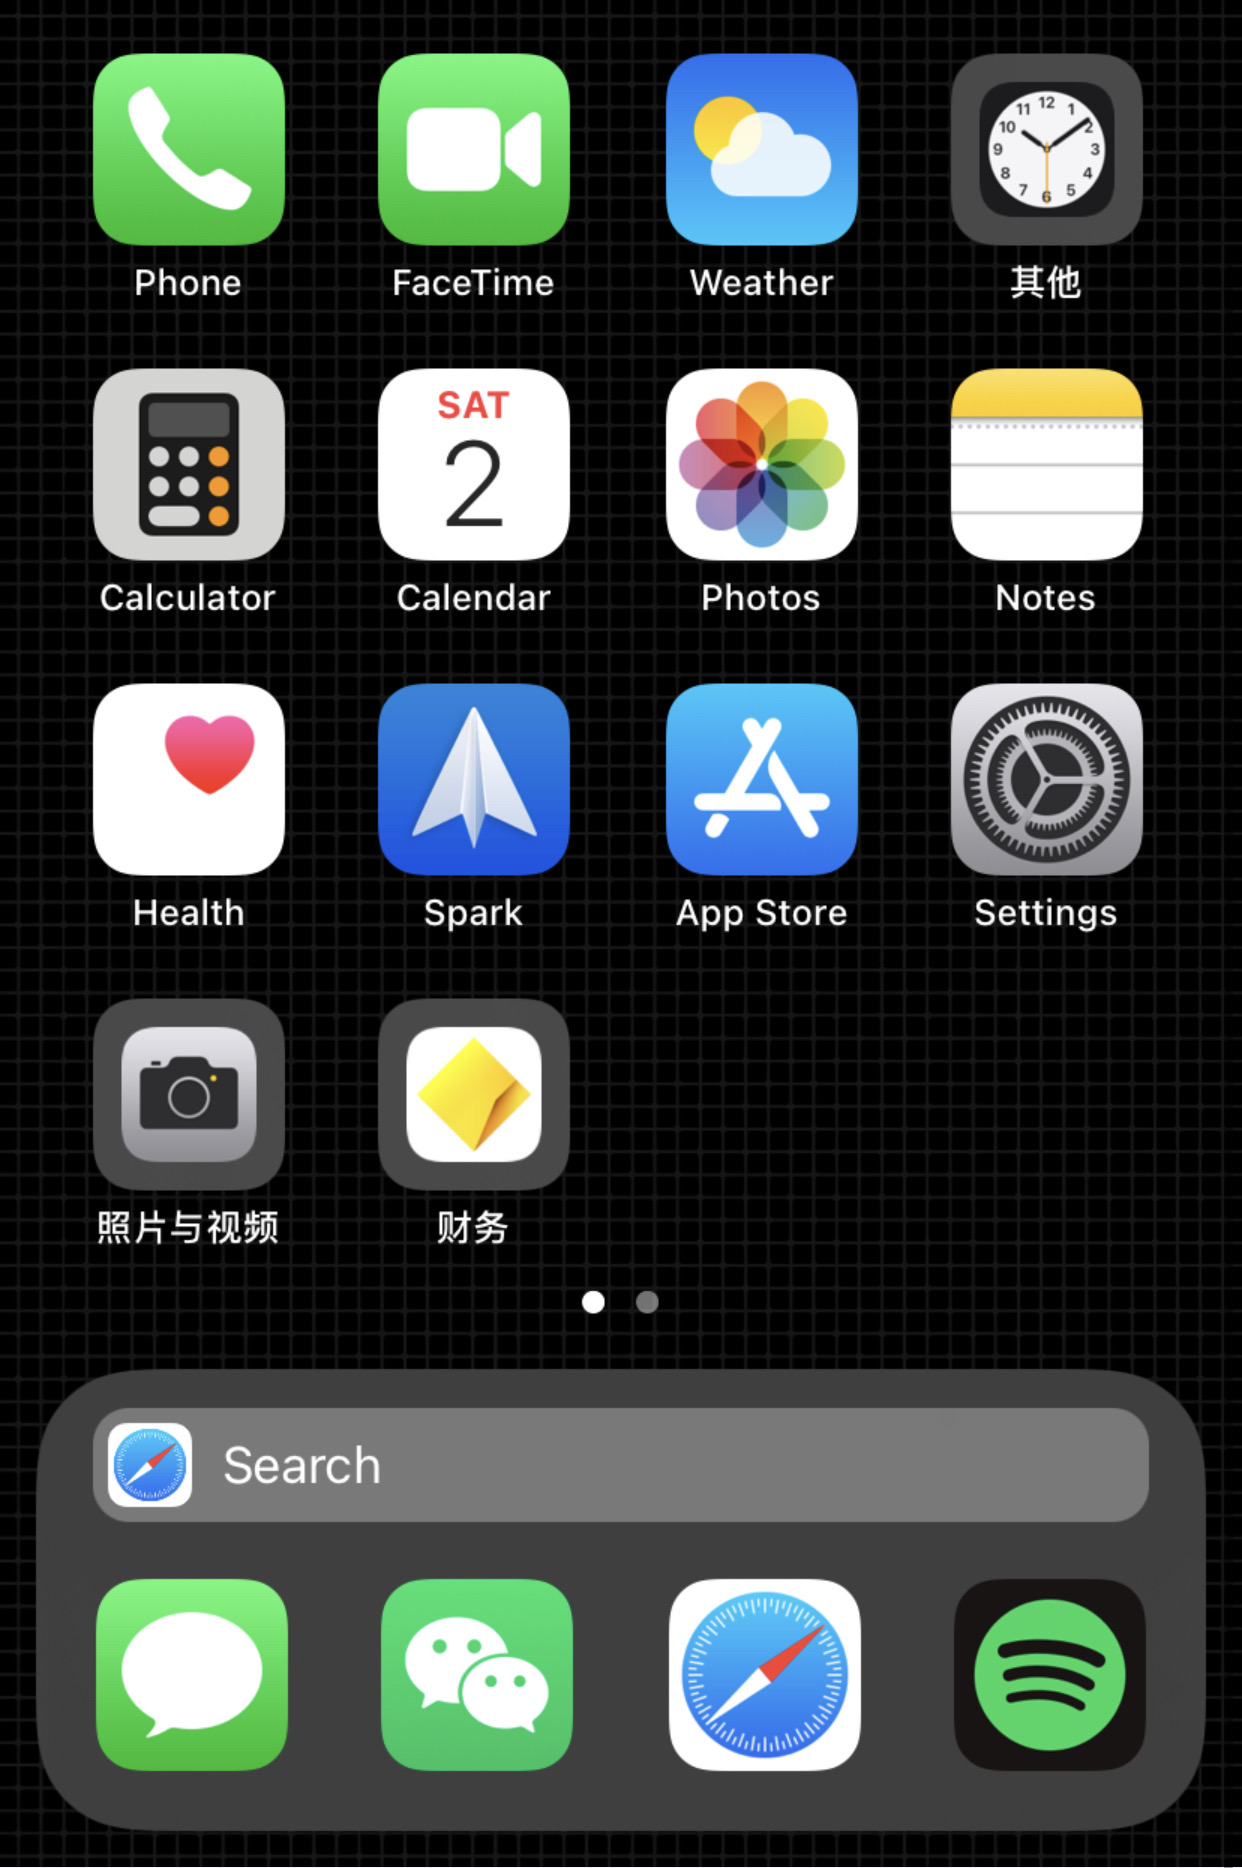 12
11 1
10 2
9 3
8 4
7 5
6
Phone FaceTime Weather 其他
SAT
2
Calculator Calendar Photos Notes
Health Spark App Store Settings
照片与视频 财务
Search